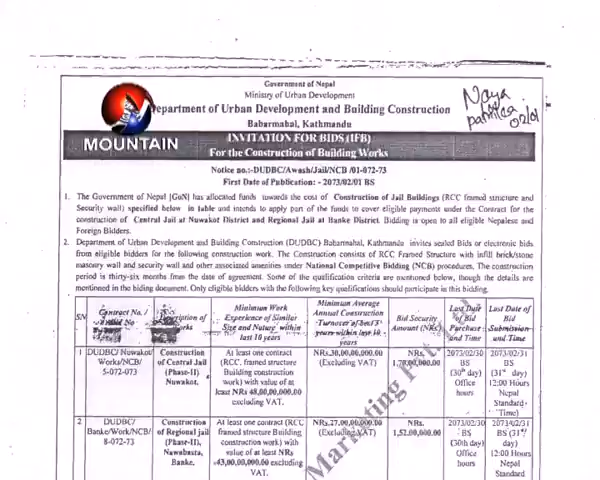 Government of Nepal
Ministry of Urban Development
Department of Urban Development and Building Construction
Babarmahal, Kathmandu
Naya
patrika
02/01
MOUNTAIN
INVITATION FOR BIDS (IFB)
For the Construction of Building Works
Notice no.:-DUDBC/Awash/Jail/NCB /01-072-73
First Date of Publication: - 2073/02/01 BS
1. The Government of Nepal (GoN) has allocated funds towards the cost of Construction of Jail Buildings (RCC framed structure and
Security wall) specified below in table and intends to apply part of the funds to cover eligible payments under the Contract for the
construction of Central Jail at Nuwakot District and Regional Jail at Banke District. Bidding is open to all eligible Nepalese and
Foreign Bidders.
2. Department of Urban Development and Building Construction (DUDBC) Babarmahal, Kathmandu invites sealed Bids or electronic bids
from eligible bidders for the following construction work. The Construction consists of RCC Framed Structure with infill brick/stone
masonry wall and security wall and other associated amenities under National Competitive Bidding (NCB) procedures. The construction
period is thirty-six months from the date of agreement. Some of the qualification criteria are mentioned below, though the details are
mentioned in the biding document. Only eligible bidders with the following key qualifications should participate in this bidding.
SN
Contract No. /
No
Description of
Works
Minimum Work
Experience of Similar
Size and Nature within
last 10 years
Minimum Average
Annual Construction
Turnover of best 3
years within last 10
years
Bid Security
Amount (NRs)
Last Date
of Bid
Purchase
and Time
Last Date of
Bid
Submission
and Time
1
DUDBC/ Nuwakot/
Works/NCB/
5-072-073
Construction
of Central Jail
(Phase-II)
Nuwakot.
At least one contract
(RCC, framed structure
Building construction
work) with value of at
least NRs 48,00,00,000.00
excluding VAT.
NRs.30,00,00,000.00
(Excluding VAT)
NRs.
1,70,00,000.00
2073/02/30
BS
(30th day)
Office
hours
2073/02/31
BS
(31st day)
12:00 Hours
Nepal
Standard
Time)
2
DUDBC/
Banke/Work/NCB/
8-072-73
Construction
of Regional jail
(Phase-II),
Nawabasta,
Banke.
At least one contract (RCC
framed structure Building
construction work) with
value of at least NRs
43,00,00,000.00 excluding
VAT.
NRs.27,00,00,000.00
(Excluding VAT)
NRs.
1,52,00,000.00
2073/02/30
BS
(30th day)
Office
hours
2073/02/31
BS (31st
day)
12:00 Hours
Nepal
Standard
Marketing